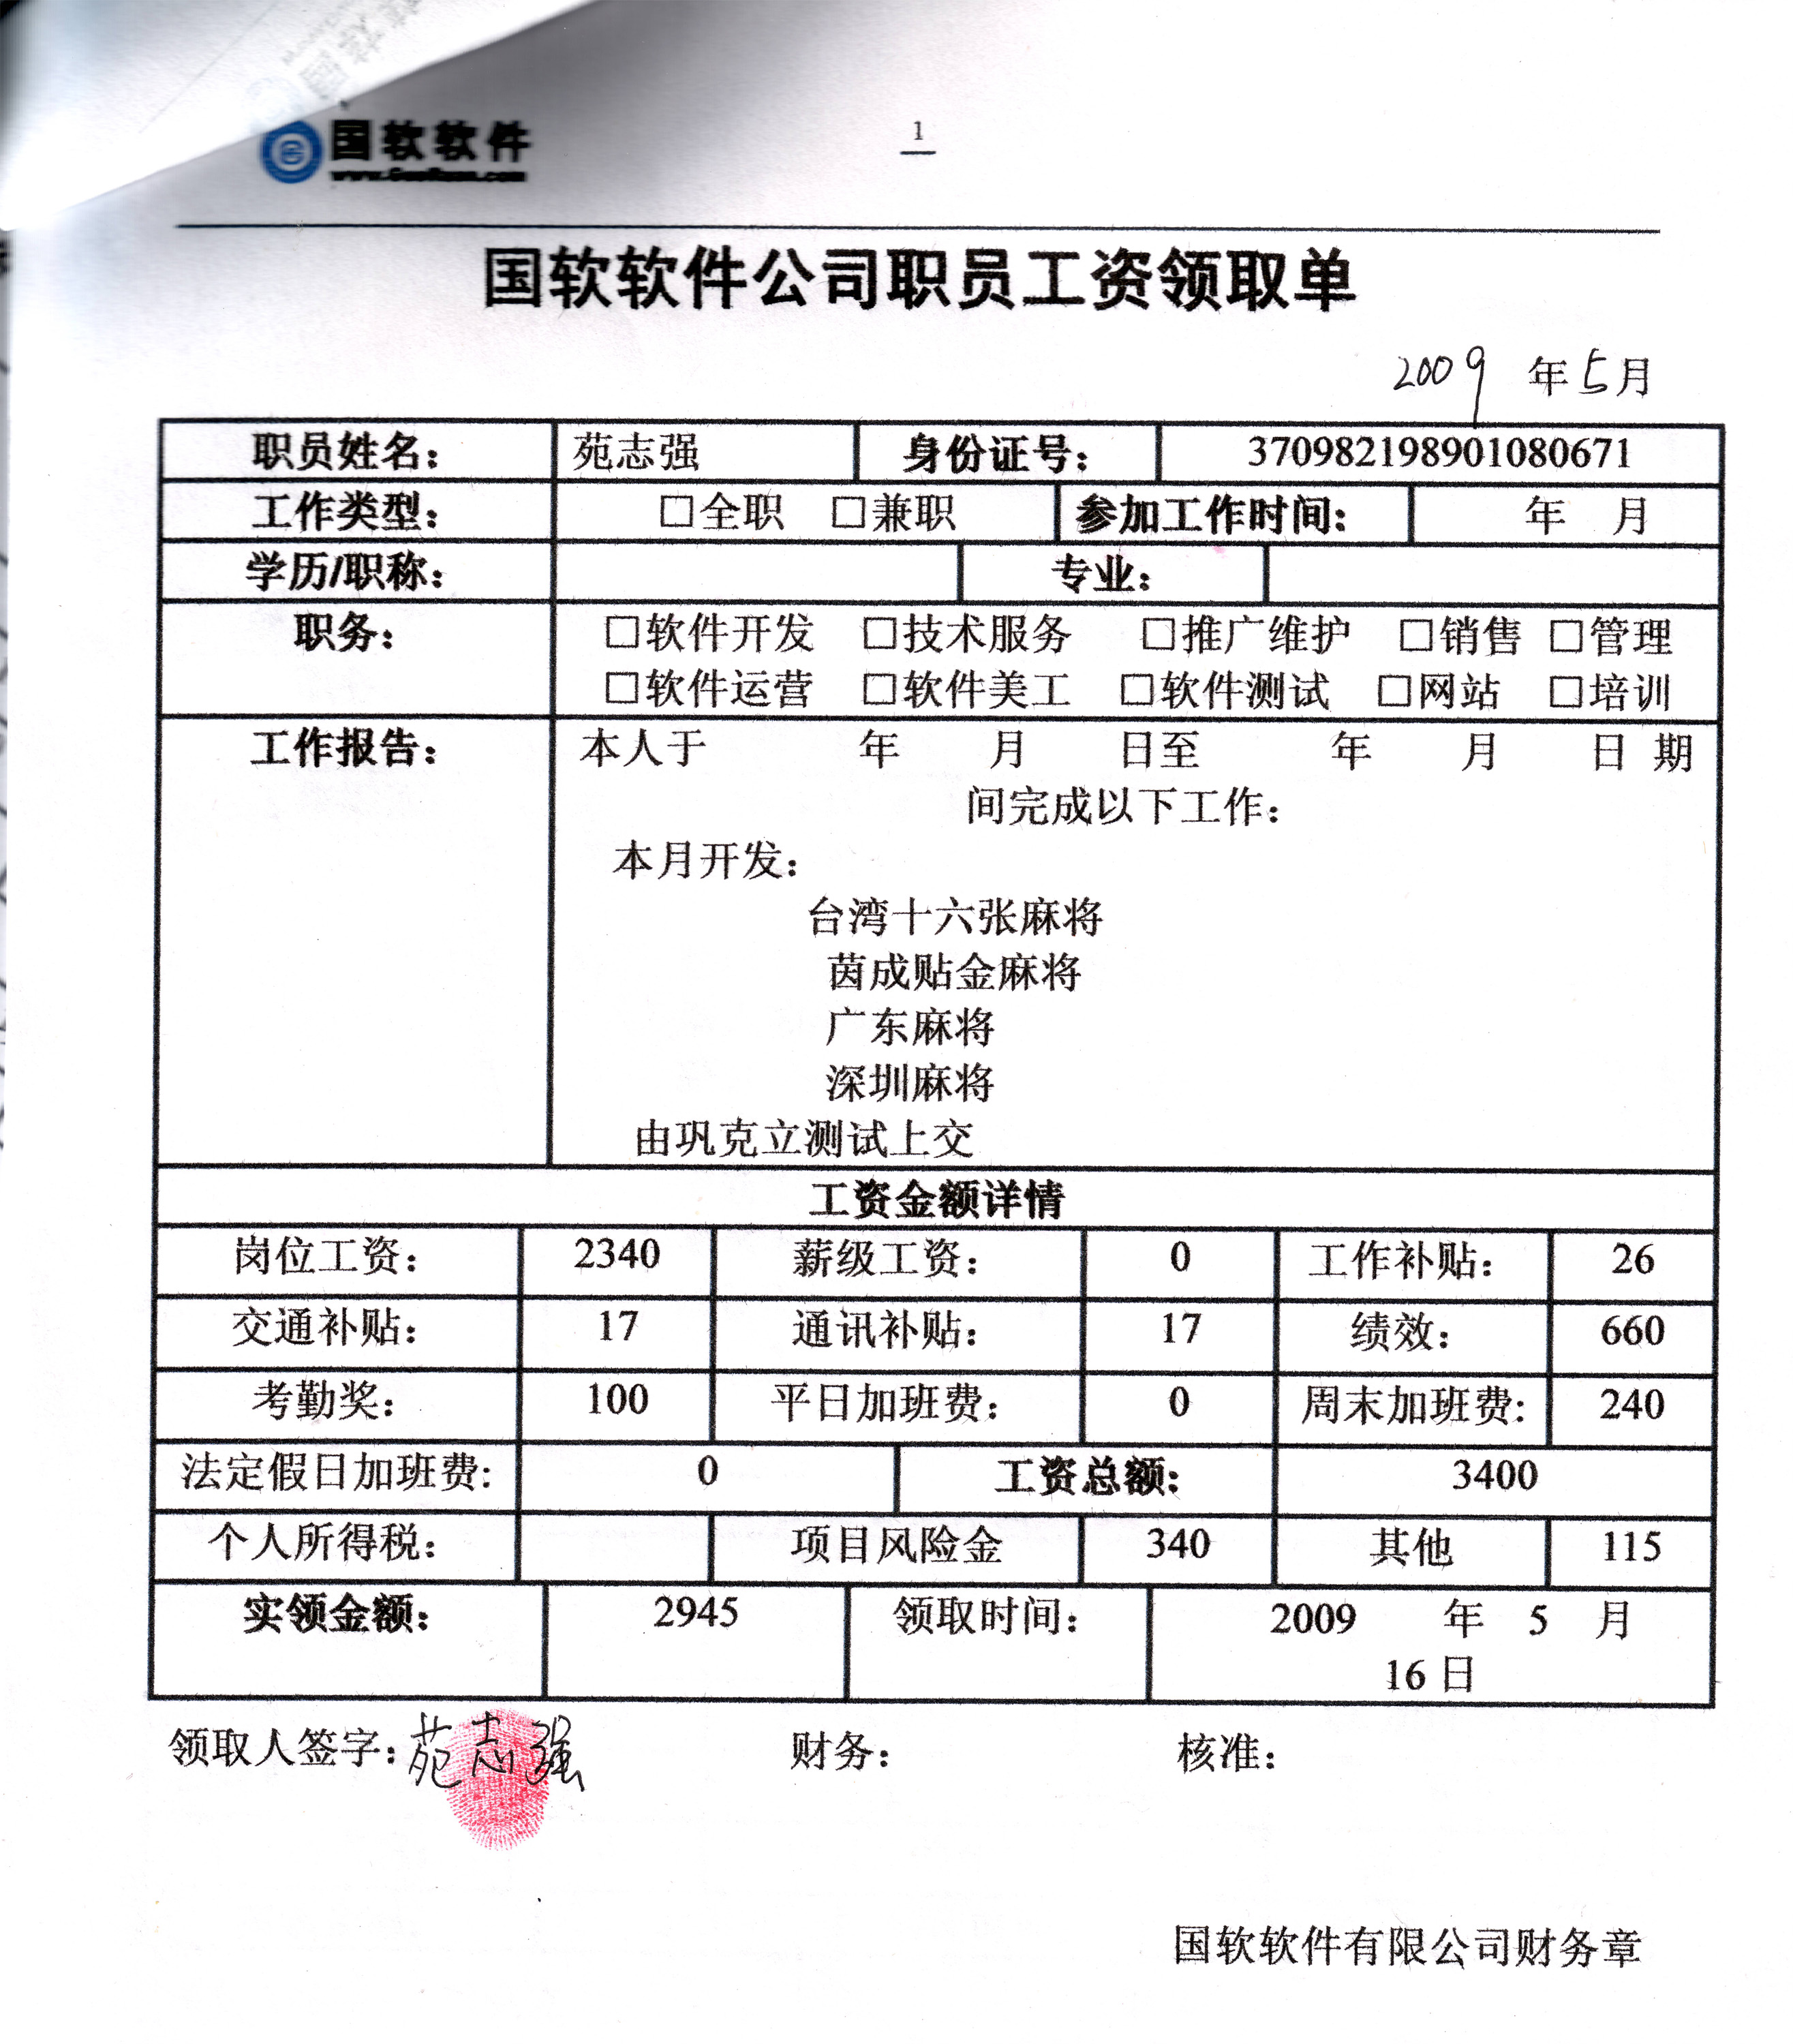 国软软件
1
国软软件公司职员工资领取单
2009 年 5 月
职员姓名： 苑志强 身份证号： 370982198901080671
工作类型： □全职 □兼职 参加工作时间： 年 月
学历/职称： 专业：
职务： □软件开发 □技术服务 □推广维护 □销售 □管理
□软件运营 □软件美工 □软件测试 □网站 □培训
工作报告： 本人于 年 月 日至 年 月 日 期
间完成以下工作：
本月开发：
台湾十六张麻将
茵成贴金麻将
广东麻将
深圳麻将
由巩克立测试上交
工资金额详情
岗位工资： 2340 薪级工资： 0 工作补贴： 26
交通补贴： 17 通讯补贴： 17 绩效： 660
考勤奖： 100 平日加班费： 0 周末加班费: 240
法定假日加班费: 0 工资总额： 3400
个人所得税： 项目风险金 340 其他 115
实领金额： 2945 领取时间： 2009 年 5 月
16 日
领取人签字：苑志强 财务： 核准：
国软软件有限公司财务章